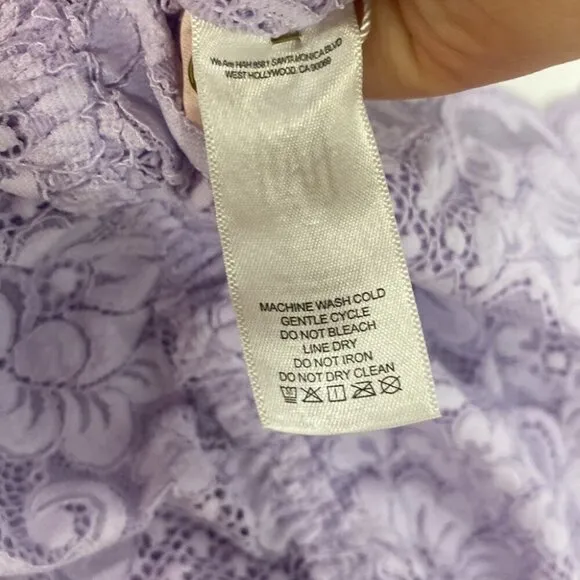 We Are HAH 8581 SANTA MONICA BLVD
WEST HOLLYWOOD, CA 90069
MACHINE WASH COLD
GENTLE CYCLE
DO NOT BLEACH
LINE DRY
DO NOT IRON
DO NOT DRY CLEAN